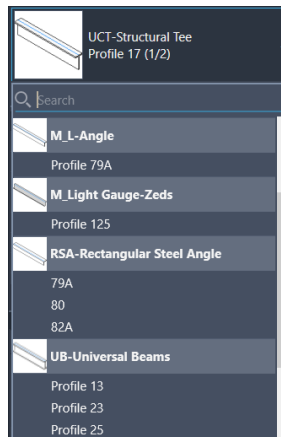 UCT-Structural Tee
Profile 17 (1/2)
Search
M_L-Angle
Profile 79A
M_Light Gauge-Zeds
Profile 125
RSA-Rectangular Steel Angle
79A
80
82A
UB-Universal Beams
Profile 13
Profile 23
Profile 25